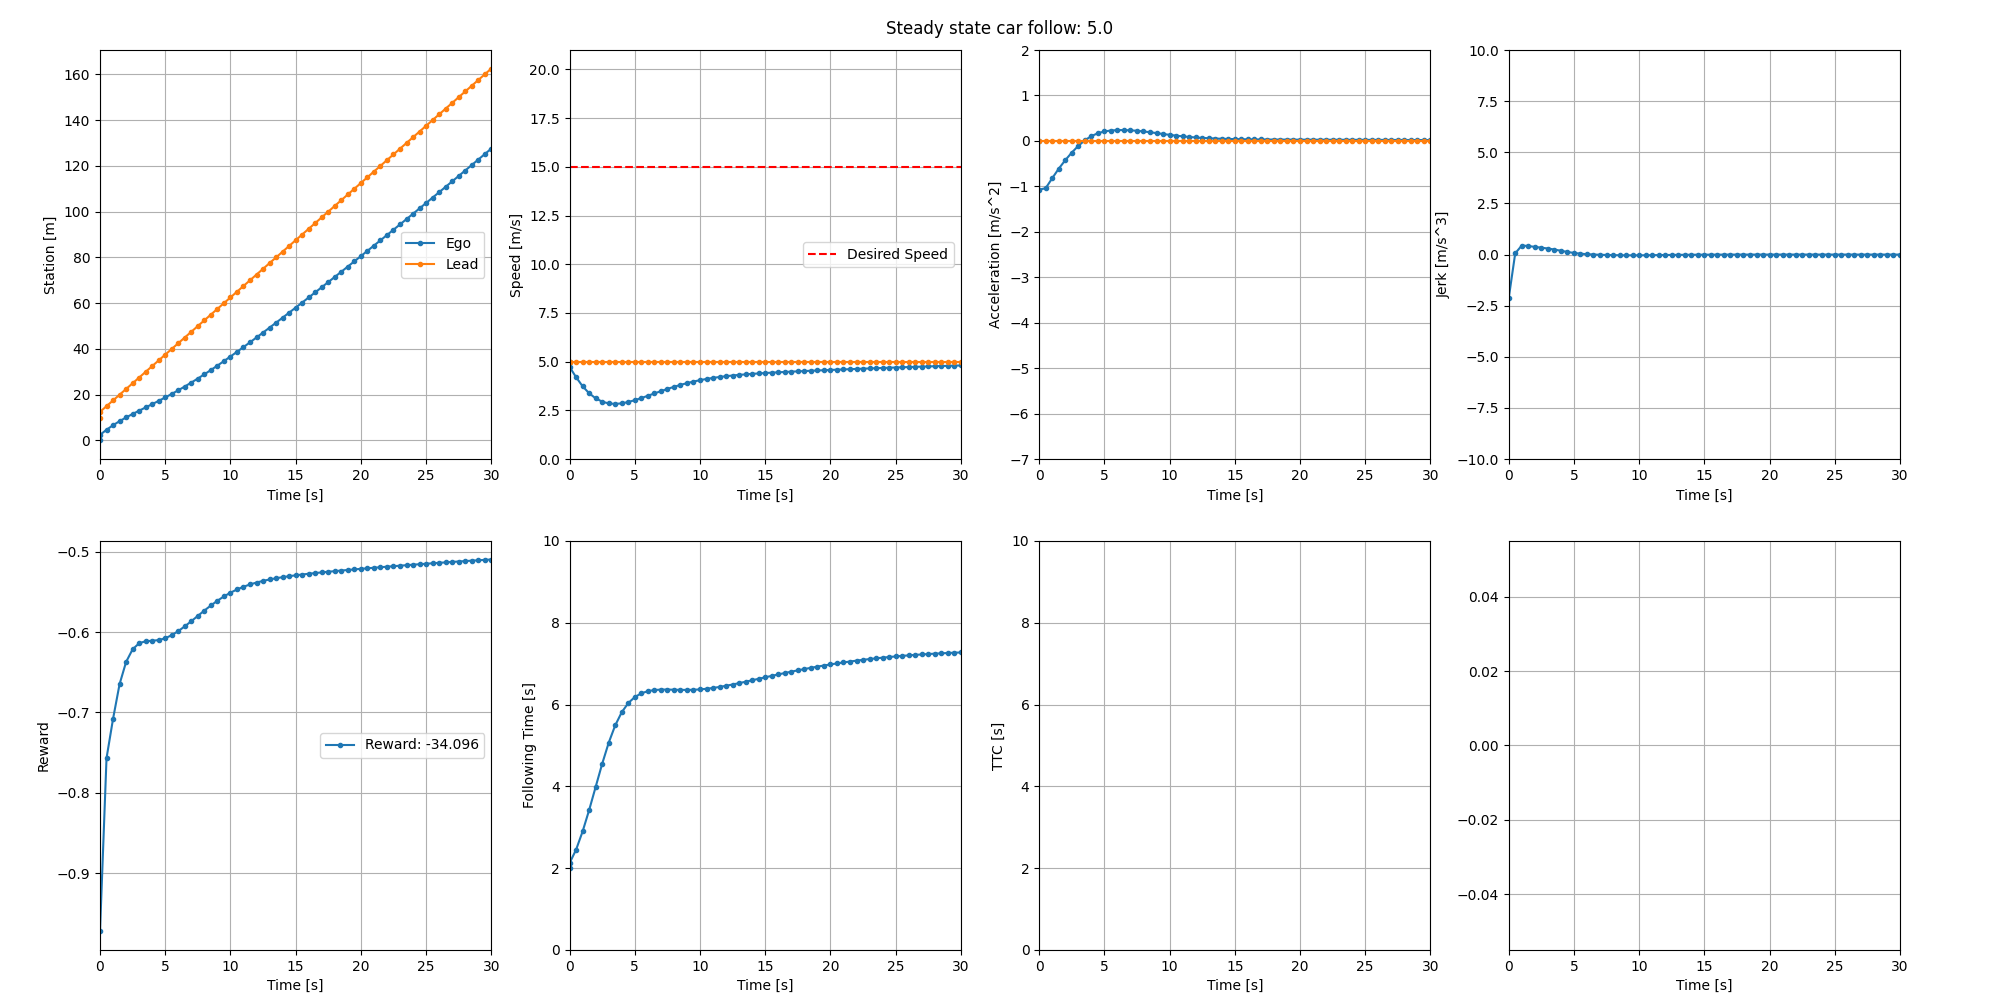 Steady state car follow: 5.0
Station [m]
160
140
120
100
80
60
40
20
0
Ego
Lead
0 5 10 15 20 25 30
Time [s]
Speed [m/s]
20.0
17.5
15.0
12.5
10.0
7.5
5.0
2.5
0.0
Desired Speed
0 5 10 15 20 25 30
Time [s]
Acceleration [m/s^2]
2
1
0
−1
−2
−3
−4
−5
−6
−7
0 5 10 15 20 25 30
Time [s]
Jerk [m/s^3]
10.0
7.5
5.0
2.5
0.0
−2.5
−5.0
−7.5
−10.0
0 5 10 15 20 25 30
Time [s]
Reward
−0.5
−0.6
−0.7
−0.8
−0.9
Reward: -34.096
0 5 10 15 20 25 30
Time [s]
Following Time [s]
10
8
6
4
2
0
0 5 10 15 20 25 30
Time [s]
TTC [s]
10
8
6
4
2
0
0 5 10 15 20 25 30
Time [s]
0.04
0.02
0.00
−0.02
−0.04
0 5 10 15 20 25 30
Time [s]